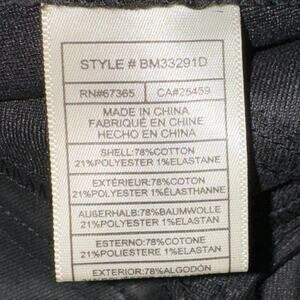 STYLE # BM33291D
RN#67365 CA#25459
MADE IN CHINA
FABRIQUÉ EN CHINE
HECHO EN CHINA
SHELL:78%COTTON
21%POLYESTER 1%ELASTANE
EXTÉRIEUR:78%COTON
21%POLYESTER 1%ÉLASTHANNE
AUßERHALB:78%BAUMWOLLE
21%POLYESTER 1%ELASTAN
ESTERNO:78%COTONE
21%POLIESTERE 1%ELASTAN
EXTERIOR:78%ALGODÓN